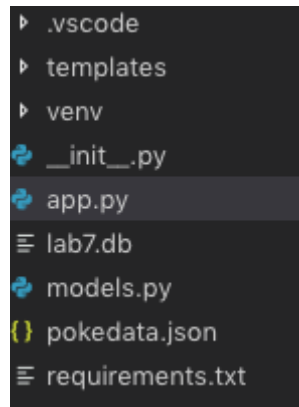 .vscode
templates
venv
__init__.py
app.py
lab7.db
models.py
{} pokedata.json
requirements.txt